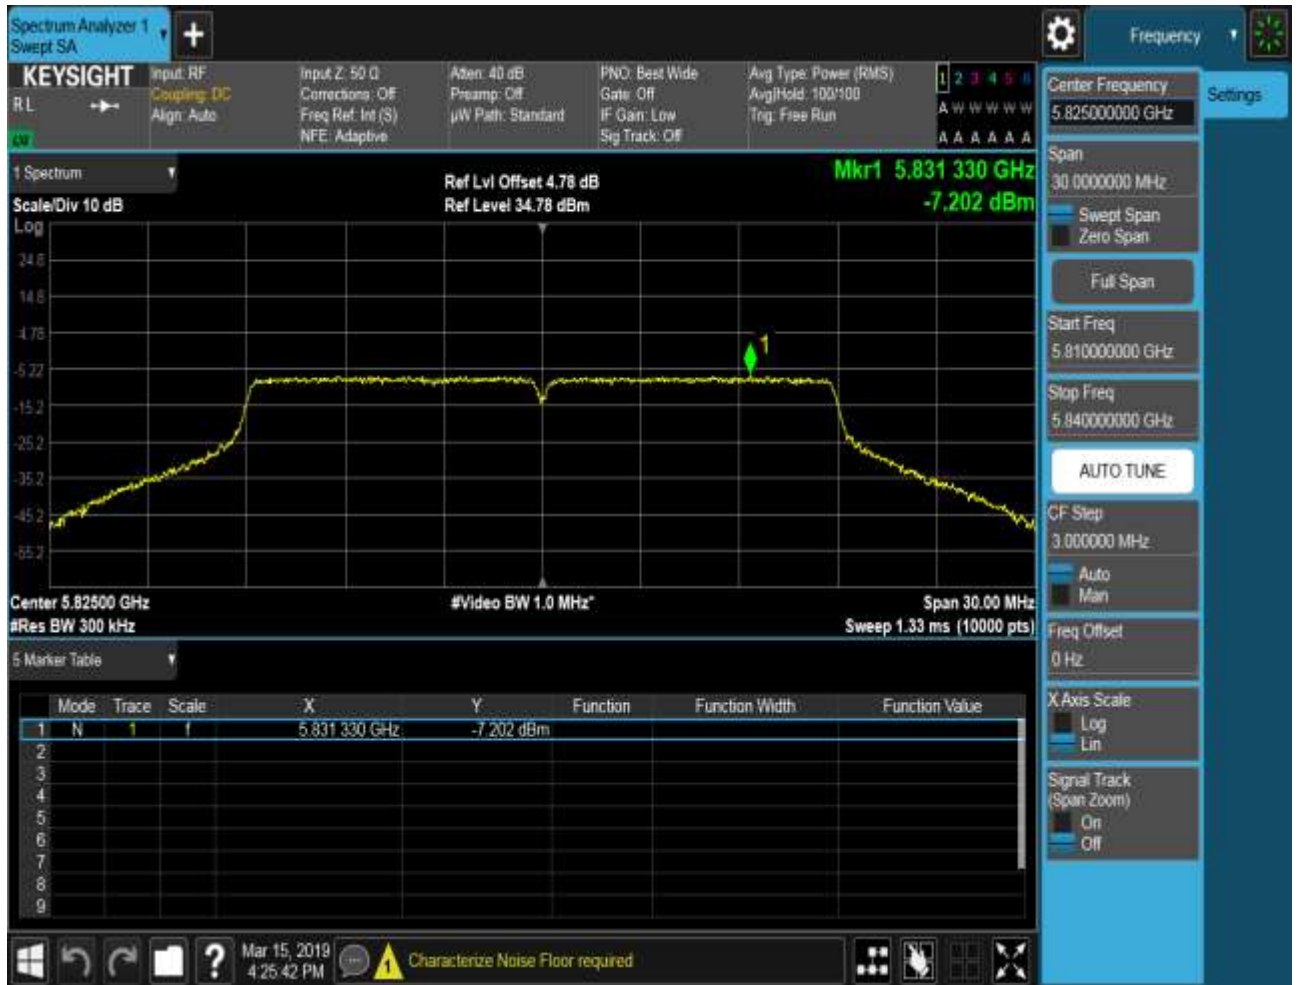 Spectrum Analyzer 1
Swept SA
+
Frequency
KEYSIGHT
RL
Input: RF
Coupling: DC
Align: Auto
Input Z: 50 Ω
Corrections: Off
Freq Ref: Int (S)
NFE: Adaptive
Atten: 40 dB
Preamp: Off
µW Path: Standard
PNO: Best Wide
Gate: Off
IF Gain: Low
Sig Track: Off
Avg Type: Power (RMS)
Avg|Hold: 100/100
Trig: Free Run
1 2 3 4 5 6
A W W W W W
A A A A A A
1 Spectrum
Scale/Div 10 dB
Ref Lvl Offset 4.78 dB
Ref Level 34.78 dBm
Mkr1 5.831 330 GHz
-7.202 dBm
Log
24.8
14.8
4.78
-5.22
-15.2
-25.2
-35.2
-45.2
-55.2
1
Center 5.82500 GHz
#Res BW 300 kHz
#Video BW 1.0 MHz*
Span 30.00 MHz
Sweep 1.33 ms (10000 pts)
5 Marker Table
Mode Trace Scale X Y Function Function Width Function Value
1 N 1 f 5.831 330 GHz -7.202 dBm
2
3
4
5
6
7
8
9
Center Frequency
5.825000000 GHz
Settings
Span
30.0000000 MHz
Swept Span
Zero Span
Full Span
Start Freq
5.810000000 GHz
Stop Freq
5.840000000 GHz
AUTO TUNE
CF Step
3.000000 MHz
Auto
Man
Freq Offset
0 Hz
X Axis Scale
Log
Lin
Signal Track
(Span Zoom)
On
Off
?
Mar 15, 2019
4:25:42 PM
1
Characterize Noise Floor required